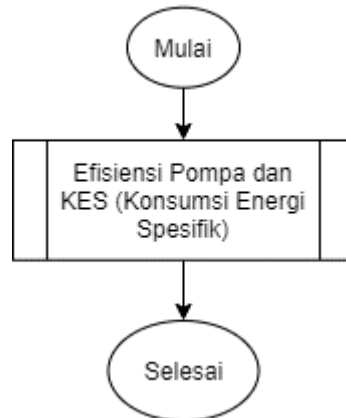 Mulai
Efisiensi Pompa dan
KES (Konsumsi Energi
Spesifik)
Selesai